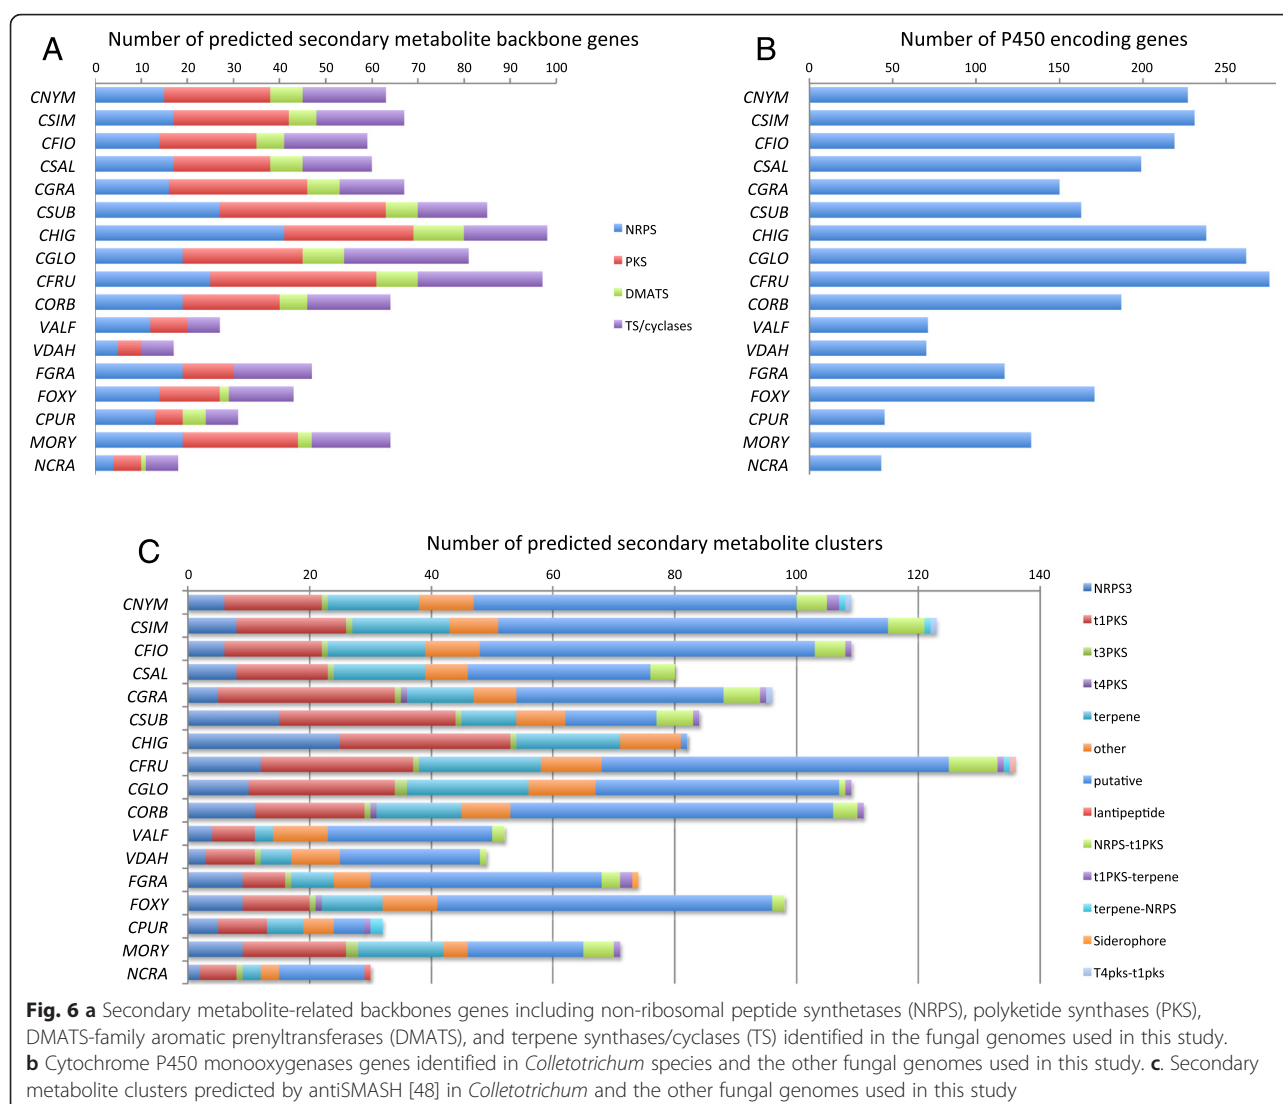 A
Number of predicted secondary metabolite backbone genes
0 10 20 30 40 50 60 70 80 90 100
CNYM
CSIM
CFIO
CSAL
CGRA
CSUB
CHIG
CGLO
CFRU
CORB
VALF
VDAH
FGRA
FOXY
CPUR
MORY
NCRA
NRPS
PKS
DMATS
TS/cyclases
B
Number of P450 encoding genes
0 50 100 150 200 250
CNYM
CSIM
CFIO
CSAL
CGRA
CSUB
CHIG
CGLO
CFRU
CORB
VALF
VDAH
FGRA
FOXY
CPUR
MORY
NCRA
C
Number of predicted secondary metabolite clusters
0 20 40 60 80 100 120 140
CNYM
CSIM
CFIO
CSAL
CGRA
CSUB
CHIG
CFRU
CGLO
CORB
VALF
VDAH
FGRA
FOXY
CPUR
MORY
NCRA
NRPS3
t1PKS
t3PKS
t4PKS
terpene
other
putative
lantipeptide
NRPS-t1PKS
t1PKS-terpene
terpene-NRPS
Siderophore
T4pks-t1pks
Fig. 6 a Secondary metabolite-related backbones genes including non-ribosomal peptide synthetases (NRPS), polyketide synthases (PKS),
DMATS-family aromatic prenyltransferases (DMATS), and terpene synthases/cyclases (TS) identified in the fungal genomes used in this study.
b Cytochrome P450 monooxygenases genes identified in Colletotrichum species and the other fungal genomes used in this study. c. Secondary
metabolite clusters predicted by antiSMASH [48] in Colletotrichum and the other fungal genomes used in this study